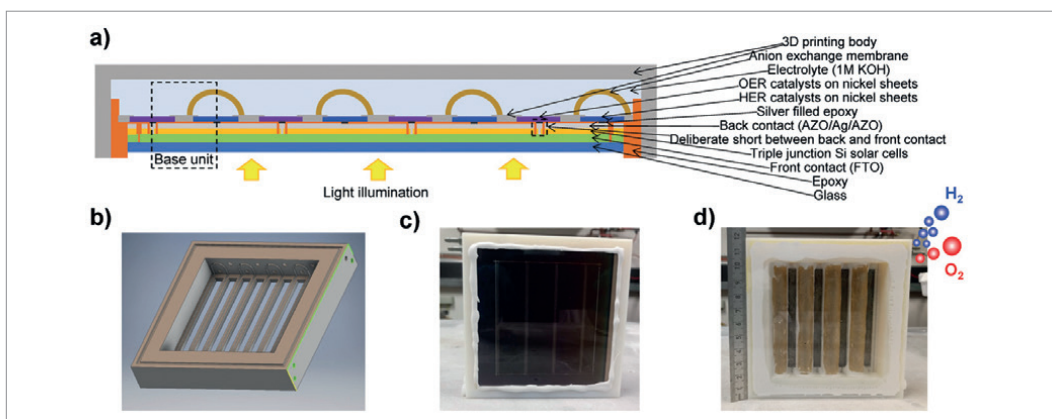 a)
3D printing body
Anion exchange membrane
Electrolyte (1M KOH)
OER catalysts on nickel sheets
HER catalysts on nickel sheets
Silver filled epoxy
Back contact (AZO/Ag/AZO)
Deliberate short between back and front contact
Triple junction Si solar cells
Front contact (FTO)
Epoxy
Glass
Base unit
Light illumination
b)
c)
d)
H2
O2